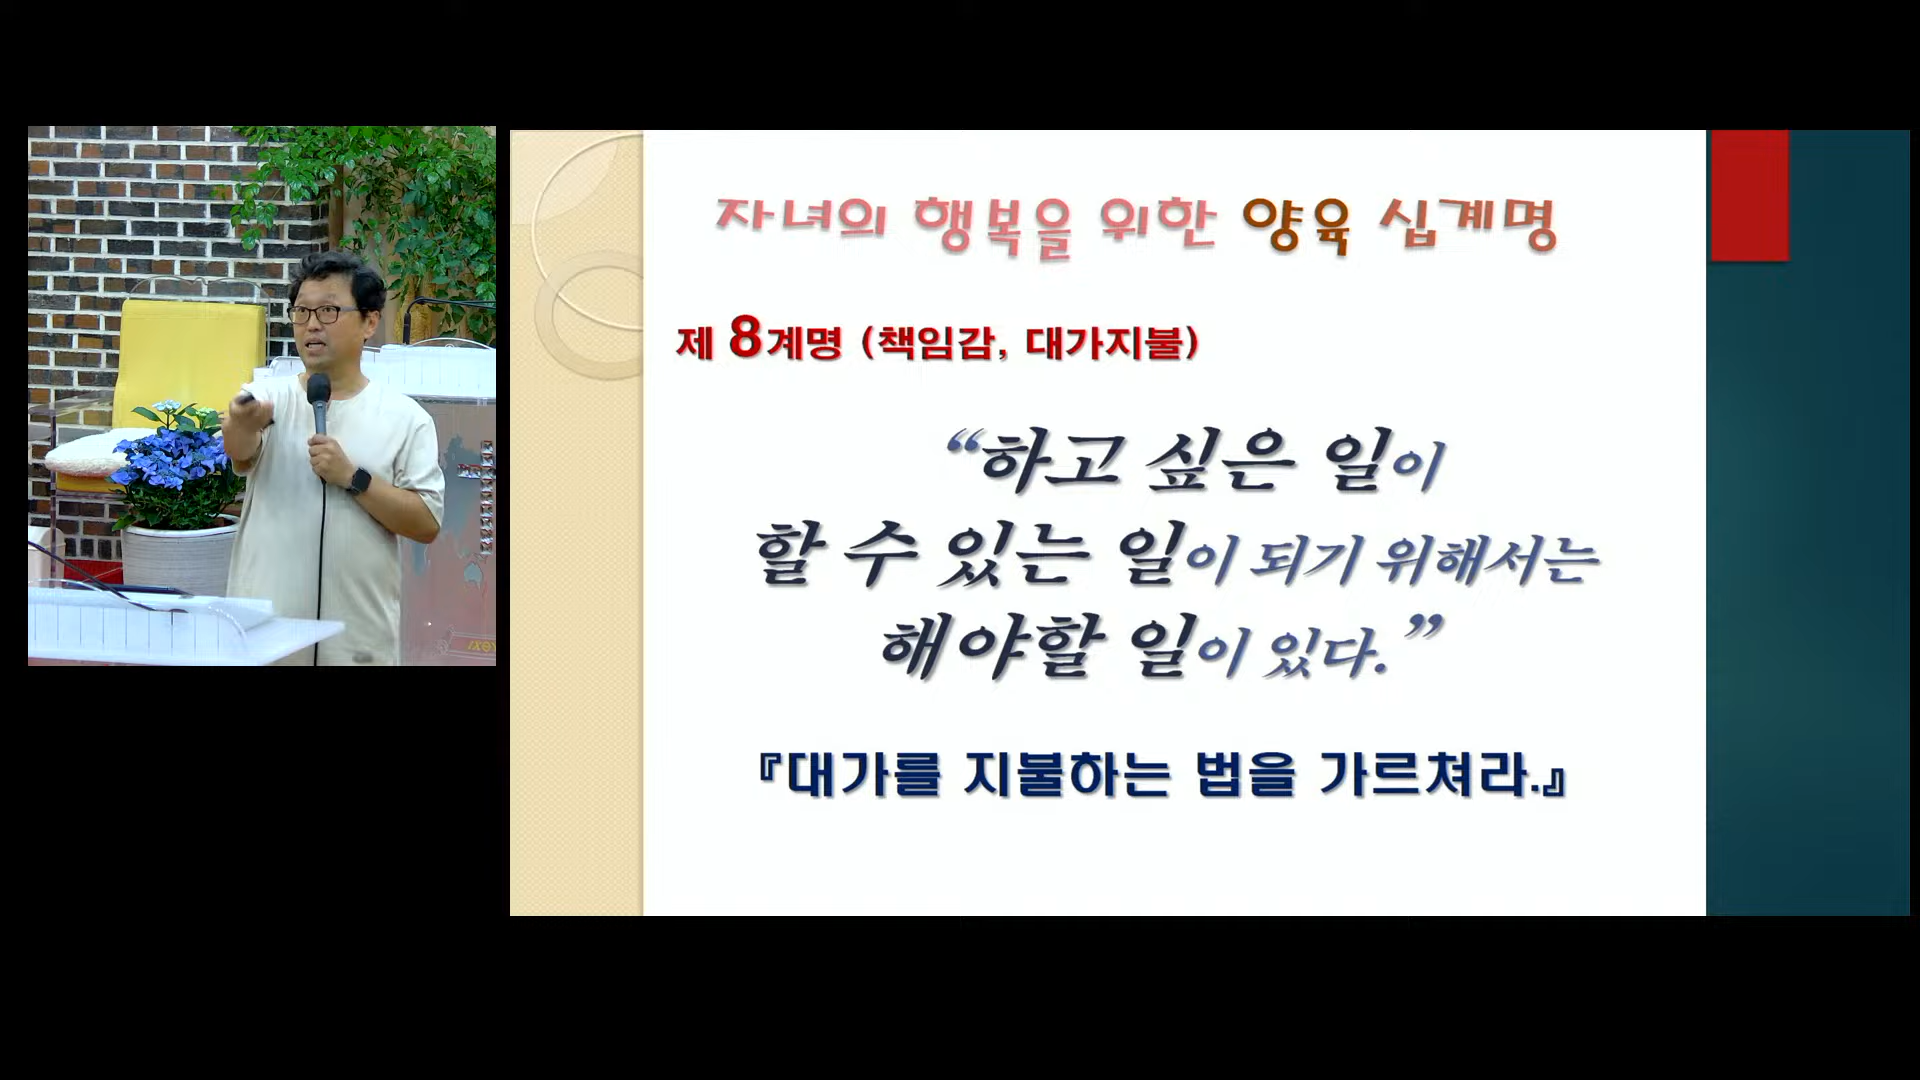 자녀의 행복을 위한 양육 십계명
제 8계명 (책임감, 대가지불)
“하고 싶은 일이
할 수 있는 일이 되기 위해서는
해야할 일이 있다.”
『대가를 지불하는 법을 가르쳐라.』